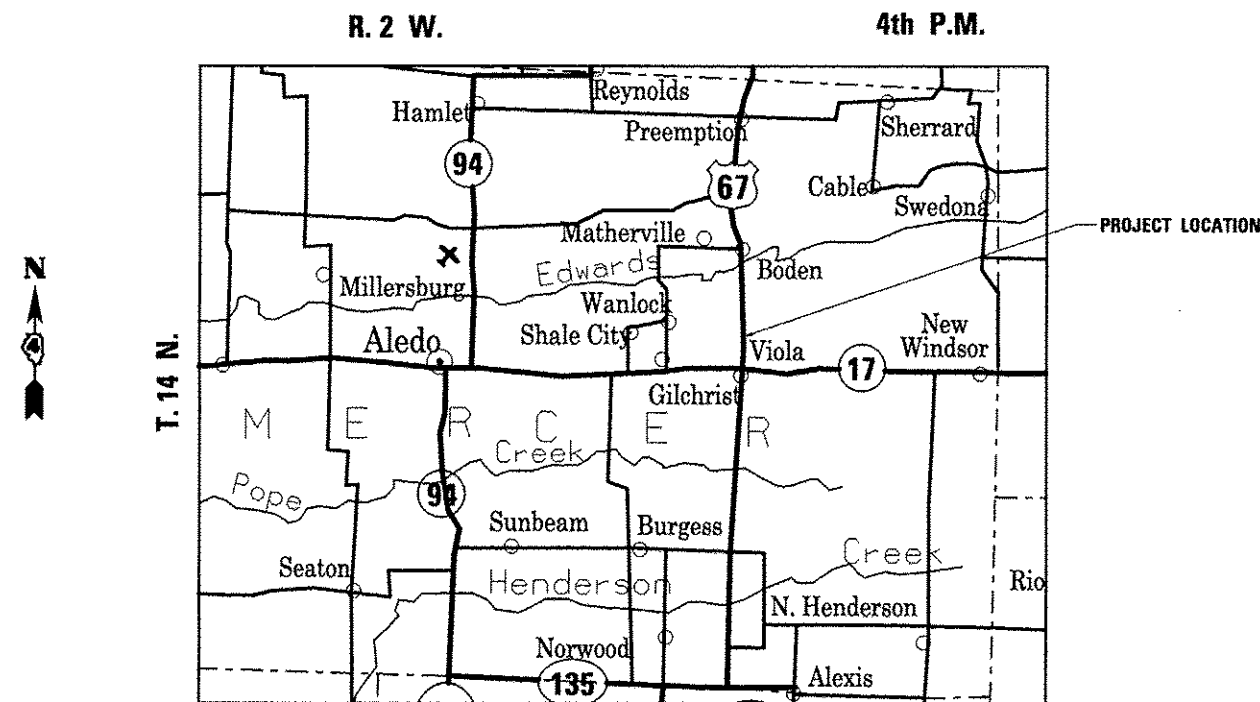 R. 2 W.
4th P.M.
Reynolds
Hamlet
Preemption
Sherrard
94
67
Cable
Swedona
PROJECT LOCATION
Matherville
N
Edwards
Boden
Millersburg
Wanlock
4
Shale City
New
Windsor
T. 14 N.
Aledo
Viola
17
Gilchrist
M E R C E R
Creek
Pope
94
Sunbeam
Burgess
Creek
Seaton
Henderson
Rio
N. Henderson
Norwood
135
Alexis